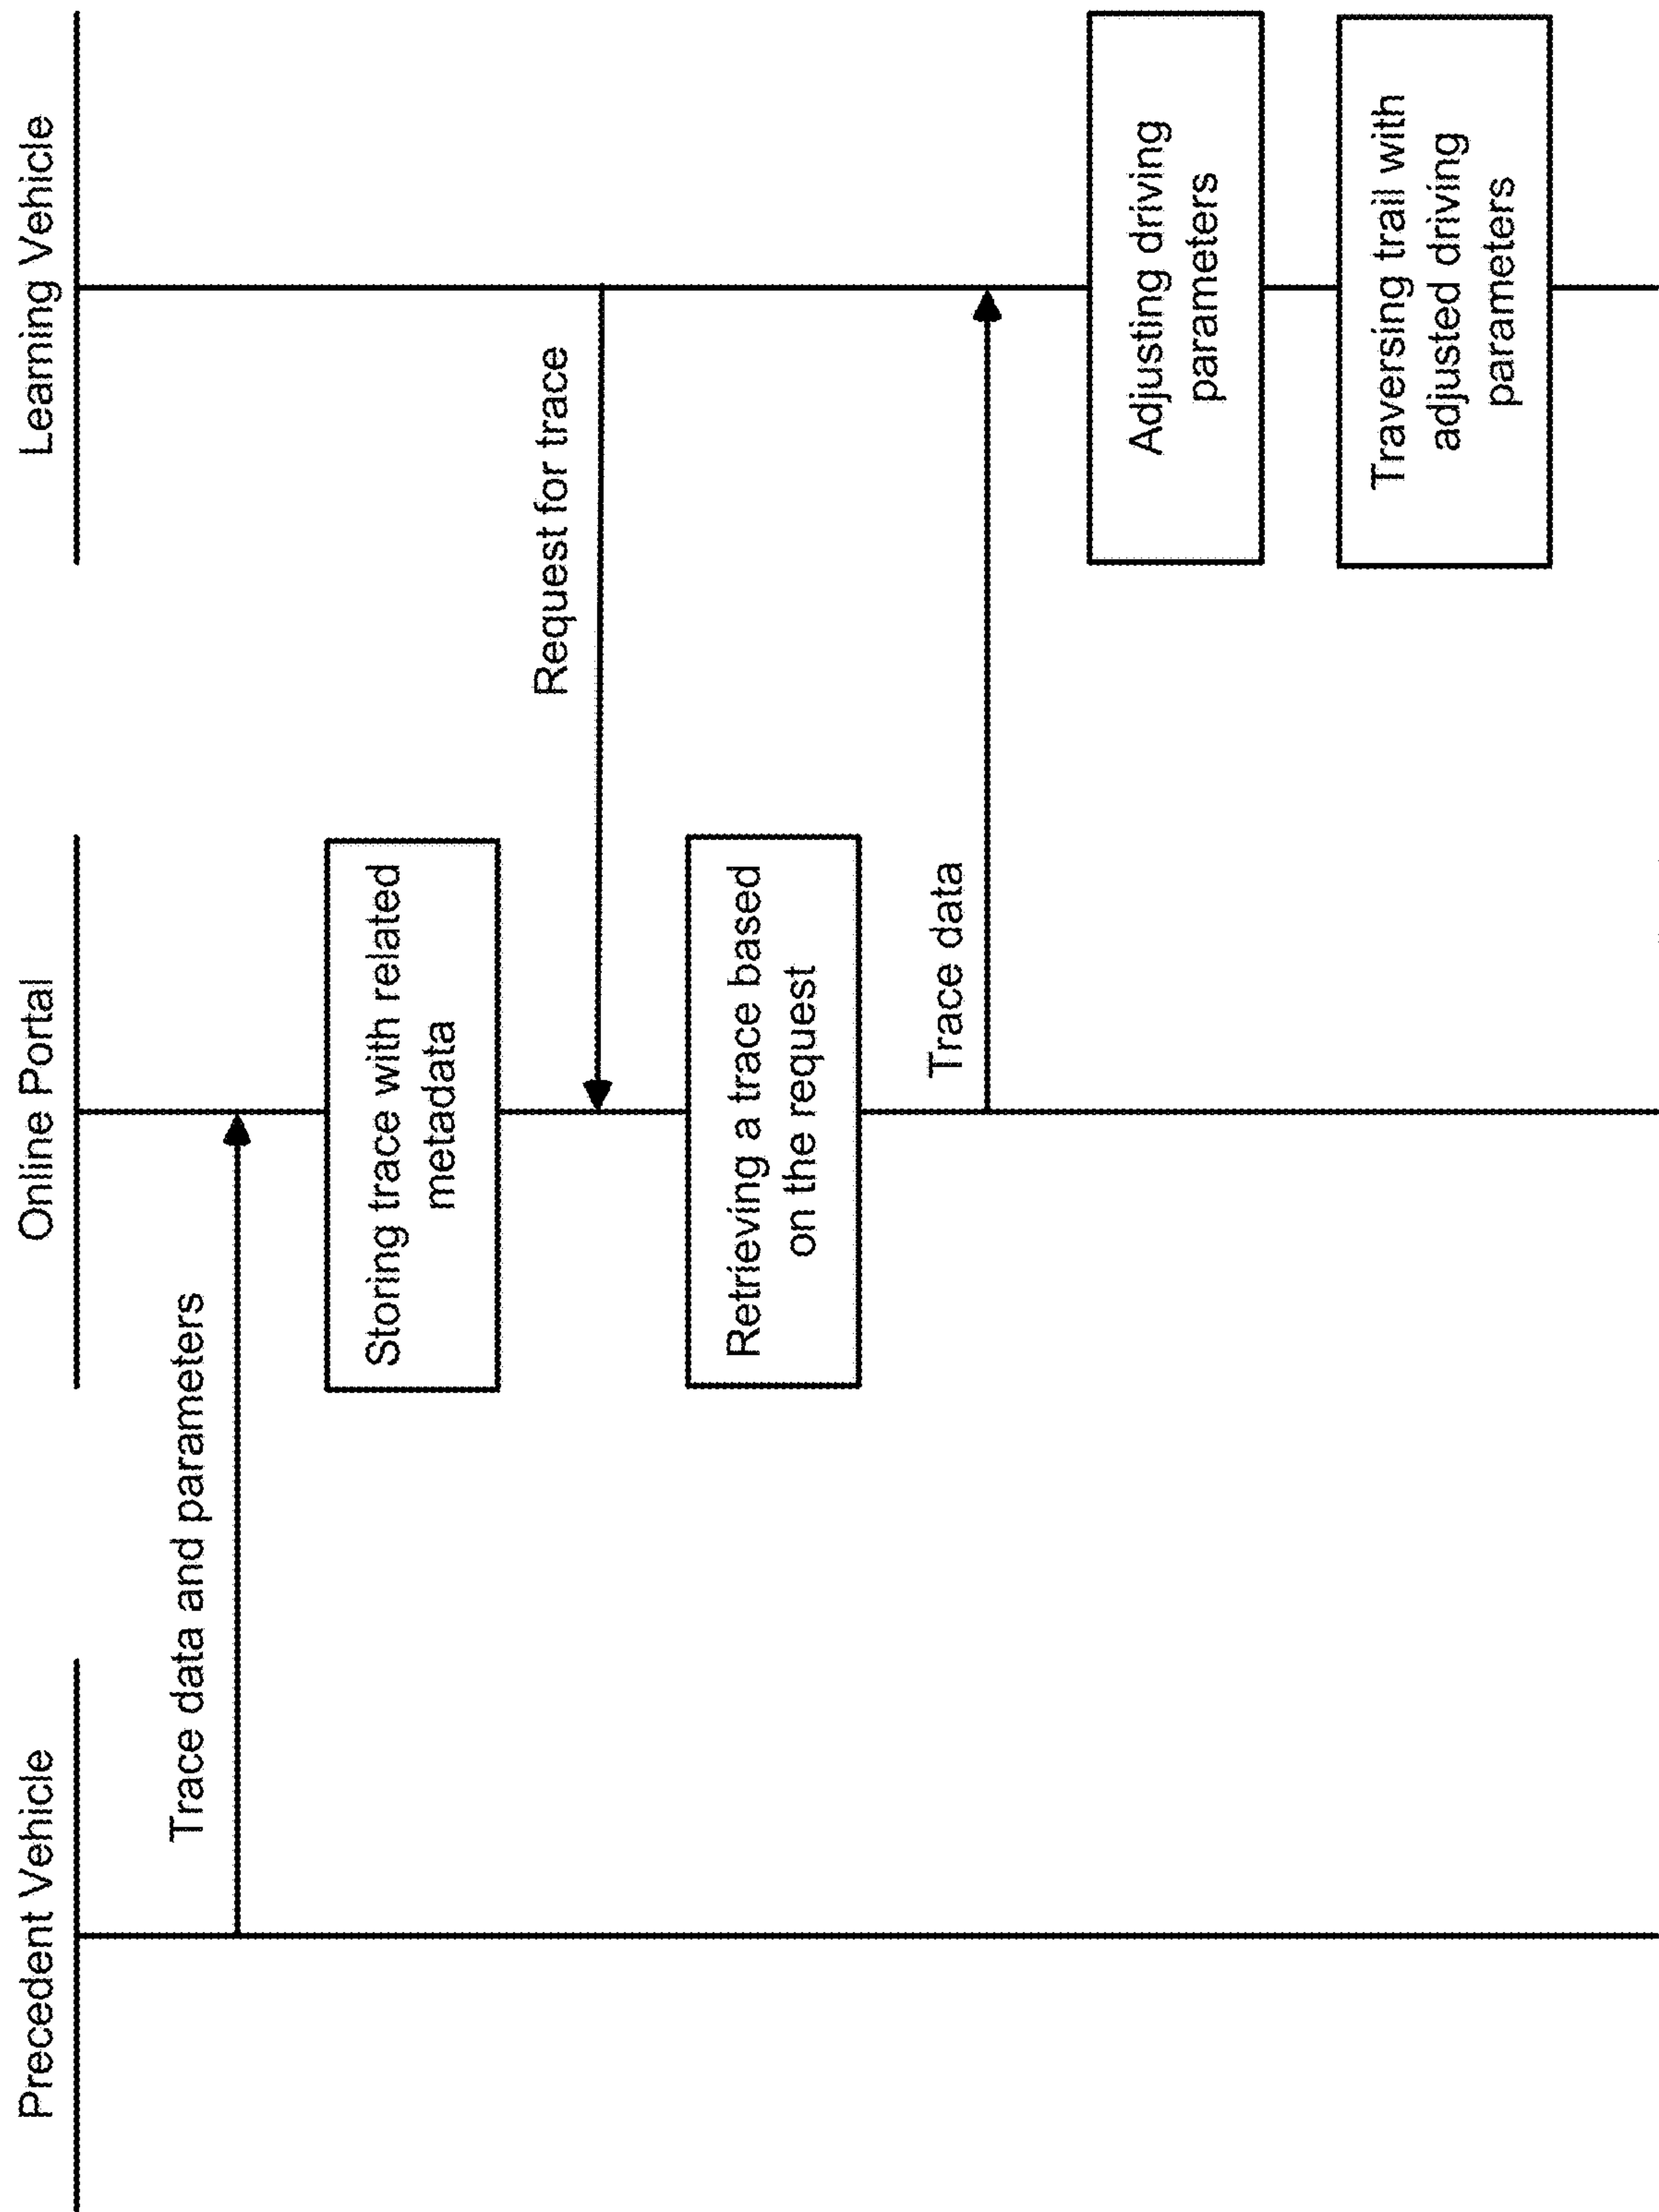 Precedent Vehicle
Online Portal
Learning Vehicle
Trace data and parameters
Storing trace with related
metadata
Request for trace
Retrieving a trace based
on the request
Trace data
Adjusting driving
parameters
Traversing trail with
adjusted driving
parameters